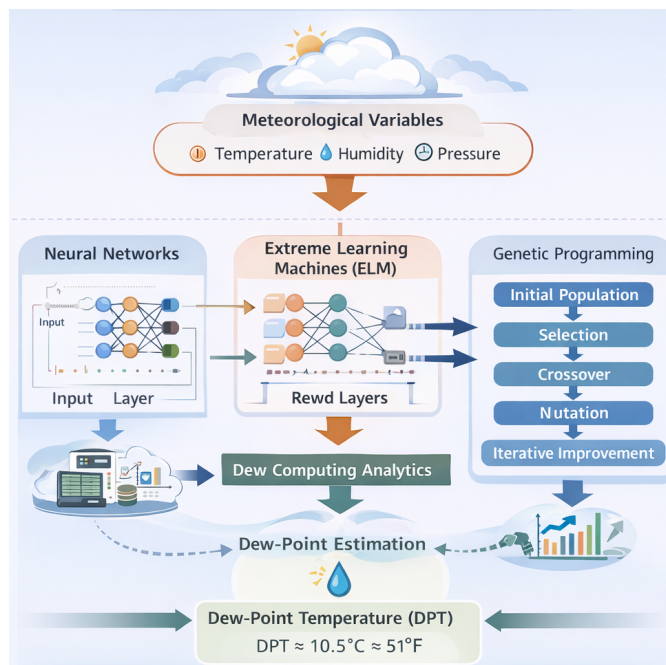 Meteorological Variables
Temperature Humidity Pressure
Neural Networks
Input
Input Layer
Extreme Learning
Machines (ELM)
Rewd Layers
Genetic Programming
Initial Population
Selection
Crossover
Nutation
Iterative Improvement
Dew Computing Analytics
Dew-Point Estimation
Dew-Point Temperature (DPT)
DPT ≈ 10.5°C ≈ 51°F